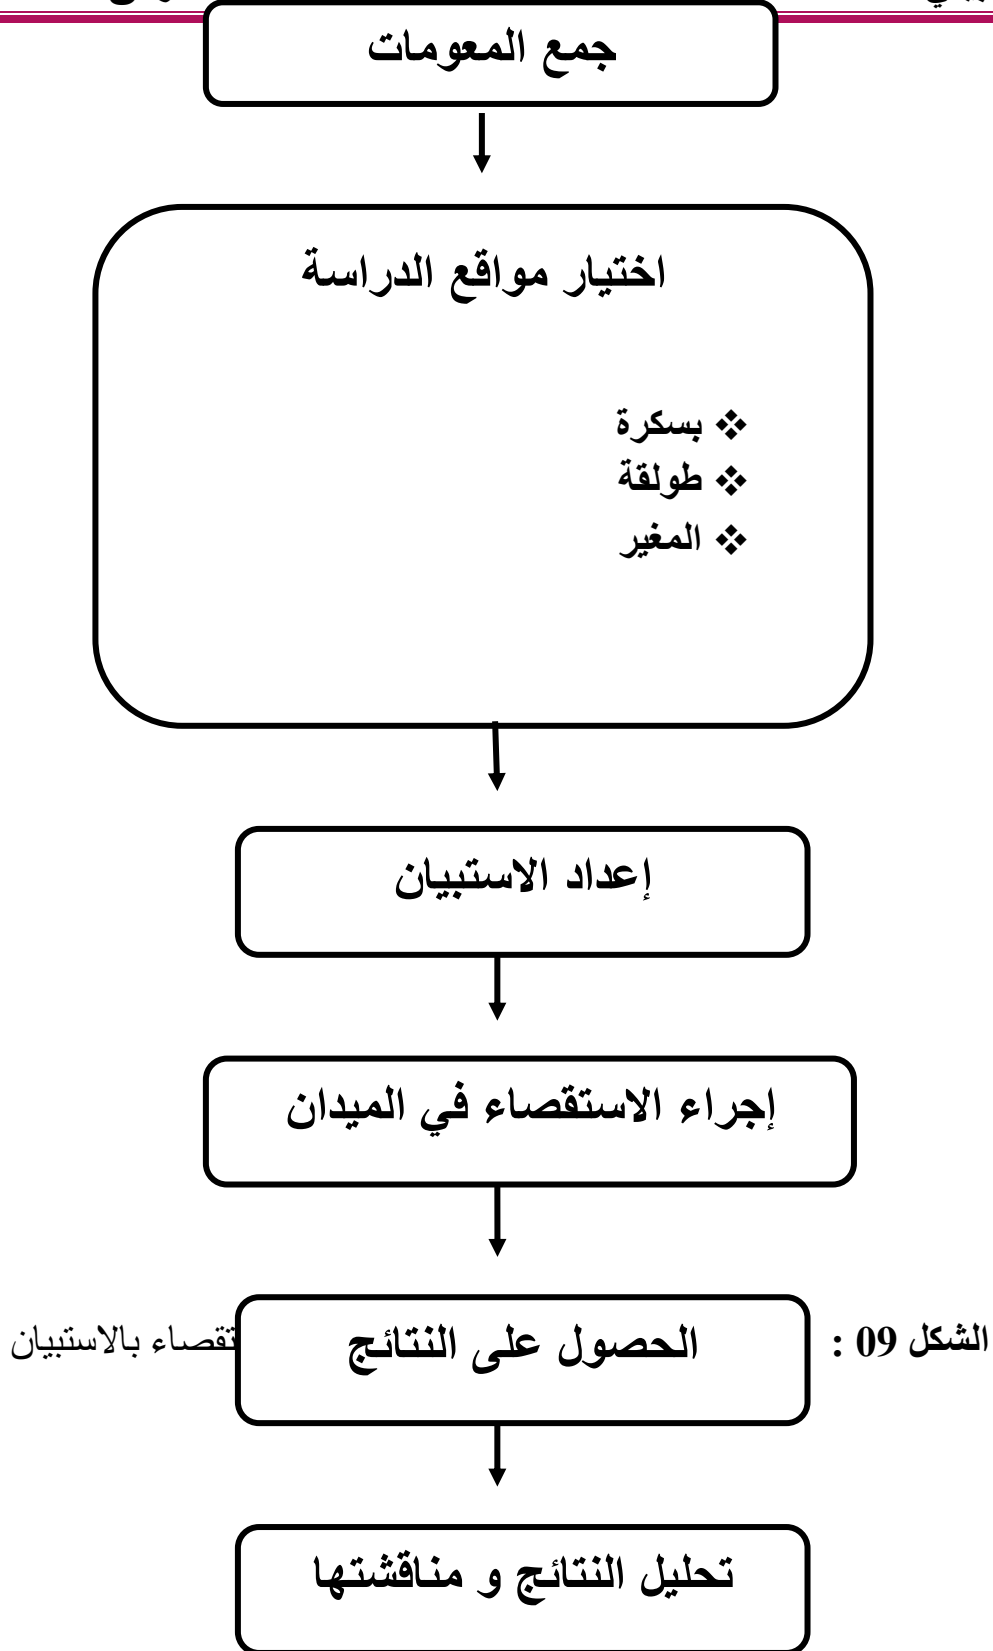 جمع المعومات
اختيار مواقع الدراسة
❖ بسكرة
❖ طولقة
❖ المغير
إعداد الاستبيان
إجراء الاستقصاء في الميدان
الشكل 09 :
الحصول على النتائج
تقصاء بالاستبيان
تحليل النتائج و مناقشتها